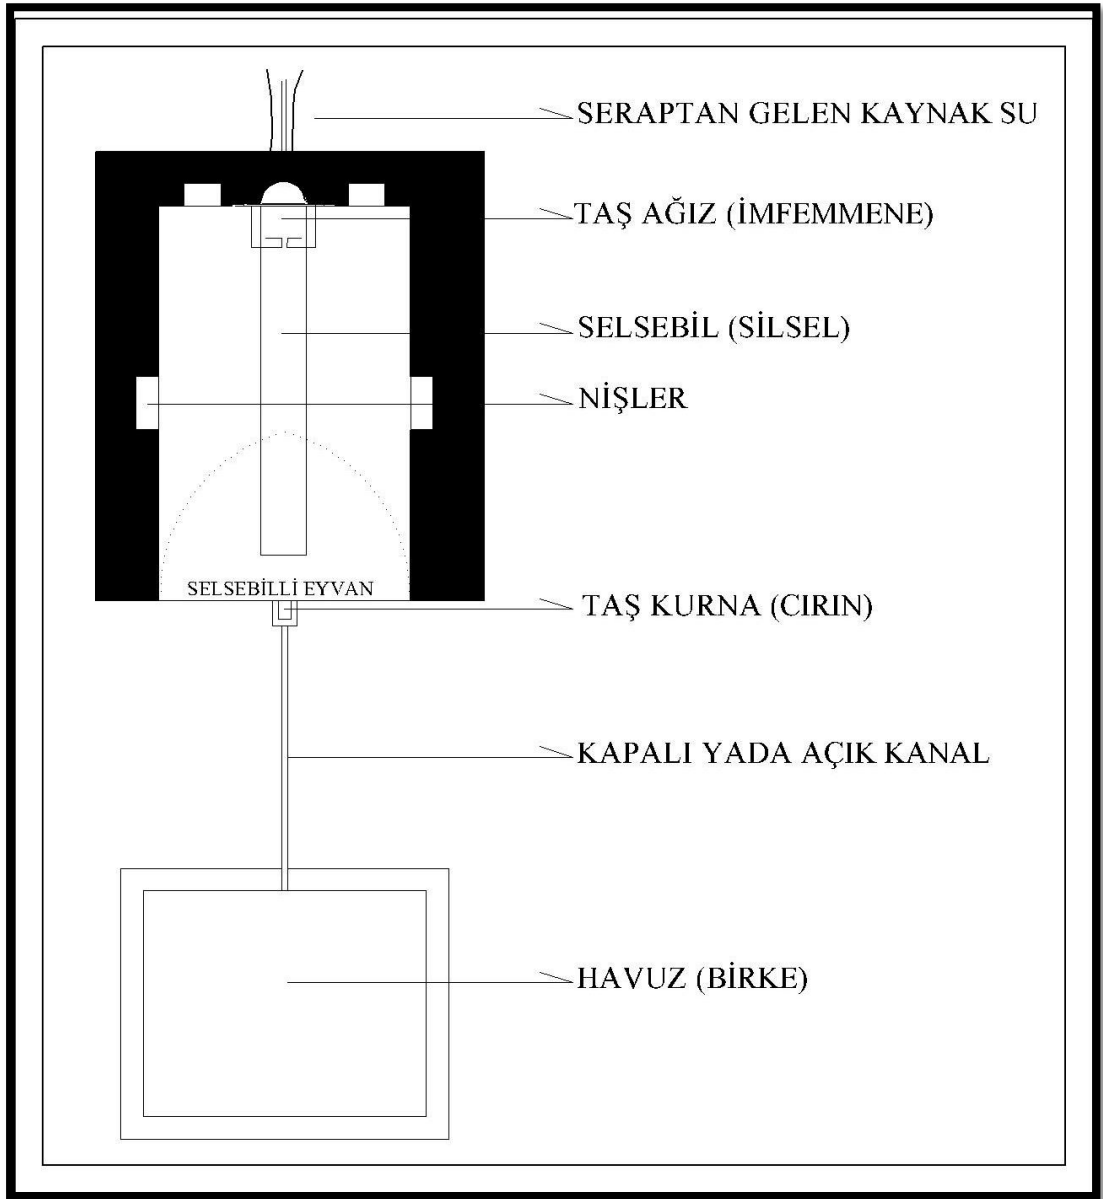 SERAPTAN GELEN KAYNAK SU
TAŞ AĞIZ (İMFEMMENE)
SELSEBİL (SİLSEL)
NİŞLER
SELSEBİLLİ EYVAN
TAŞ KURNA (CIRIN)
KAPALI YADA AÇIK KANAL
HAVUZ (BİRKE)